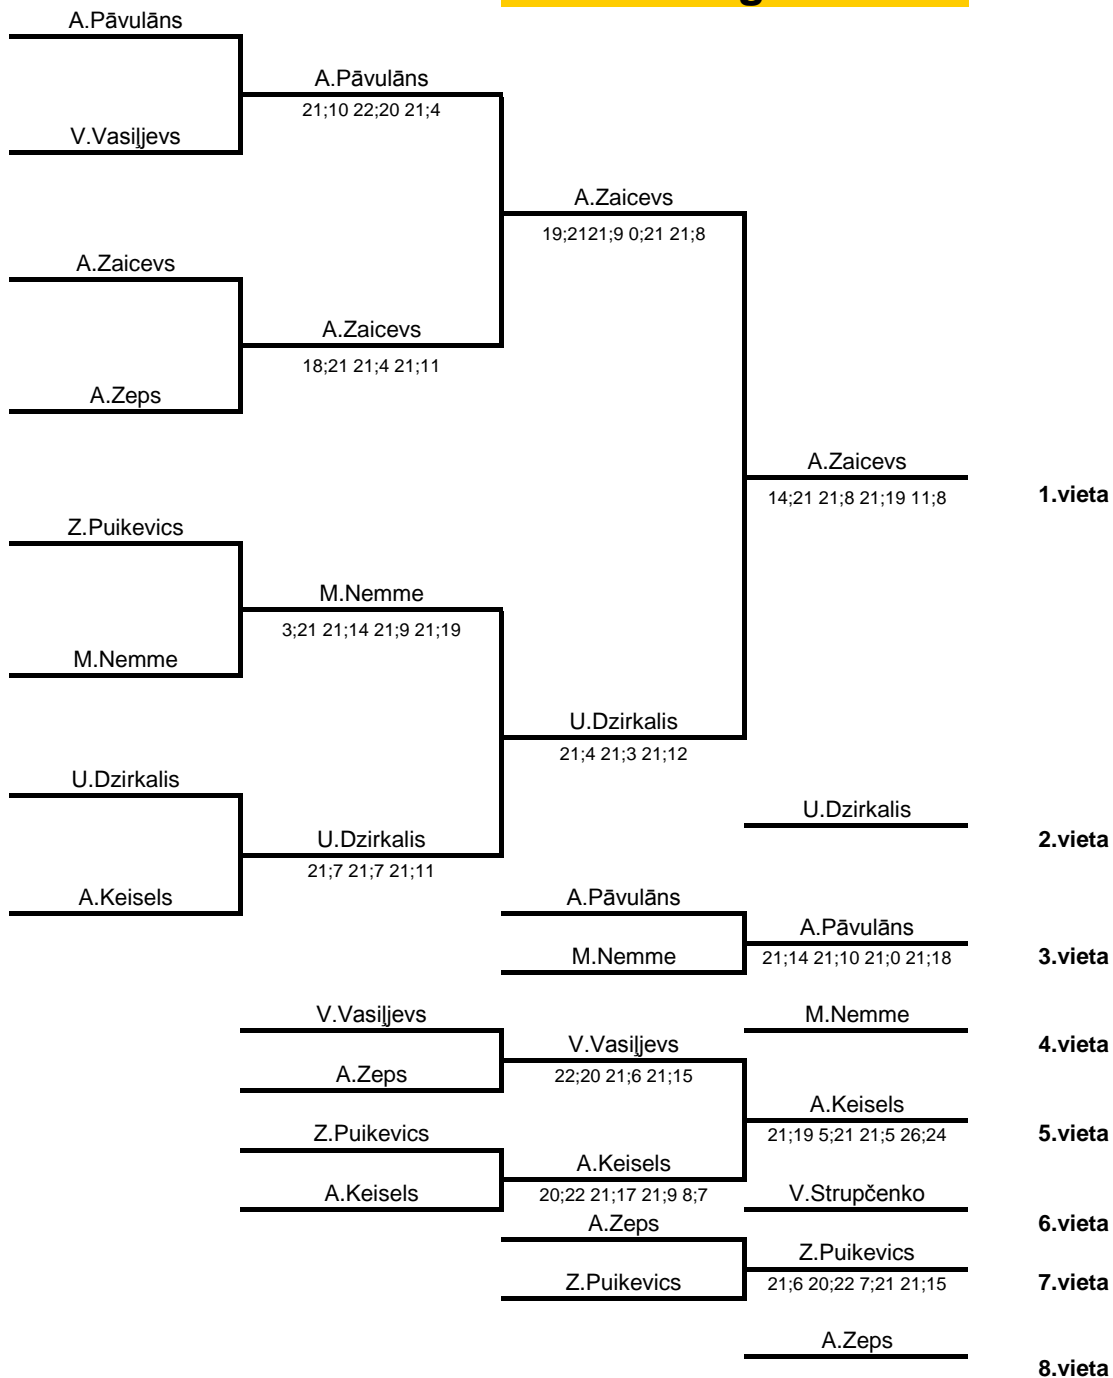 A.Pāvulāns
A.Pāvulāns
21;10 22;20 21;4
V.Vasiļjevs
A.Zaicevs
19;2121;9 0;21 21;8
A.Zaicevs
A.Zaicevs
18;21 21;4 21;11
A.Zeps
A.Zaicevs
14;21 21;8 21;19 11;8
1.vieta
Z.Puikevics
M.Nemme
3;21 21;14 21;9 21;19
M.Nemme
U.Dzirkalis
21;4 21;3 21;12
U.Dzirkalis
U.Dzirkalis
2.vieta
U.Dzirkalis
21;7 21;7 21;11
A.Keisels
A.Pāvulāns
A.Pāvulāns
21;14 21;10 21;0 21;18
3.vieta
M.Nemme
V.Vasiļjevs
M.Nemme
4.vieta
V.Vasiļjevs
22;20 21;6 21;15
A.Zeps
A.Keisels
21;19 5;21 21;5 26;24
5.vieta
Z.Puikevics
A.Keisels
20;22 21;17 21;9 8;7
A.Keisels
V.Strupčenko
6.vieta
A.Zeps
Z.Puikevics
21;6 20;22 7;21 21;15
7.vieta
Z.Puikevics
A.Zeps
8.vieta